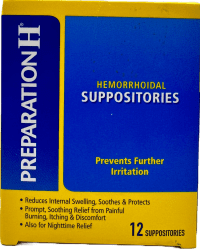 PREPARATION H®
HEMORRHOIDAL
SUPPOSITORIES
Prevents Further
Irritation
• Reduces Internal Swelling, Soothes & Protects
• Prompt, Soothing Relief from Painful
Burning, Itching & Discomfort
• Also for Nighttime Relief
12 SUPPOSITORIES